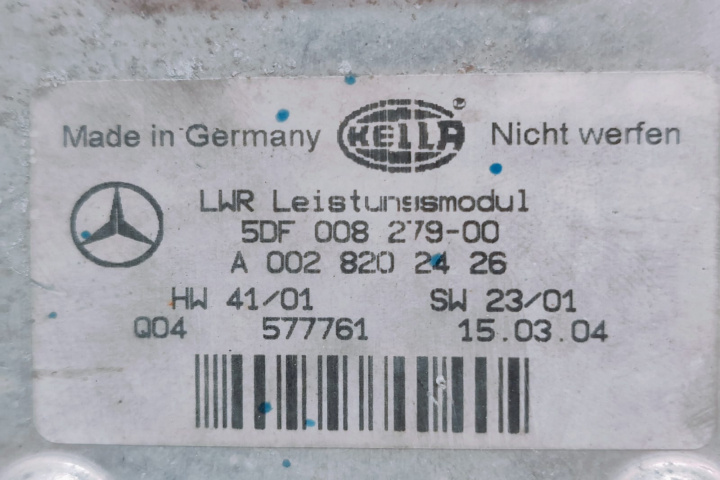 Made in Germany HELLA Nicht werfen
LWR Leistungsmodul
5DF 008 279-00
A 002 820 24 26
HW 41/01 SW 23/01
Q04 577761 15.03.04